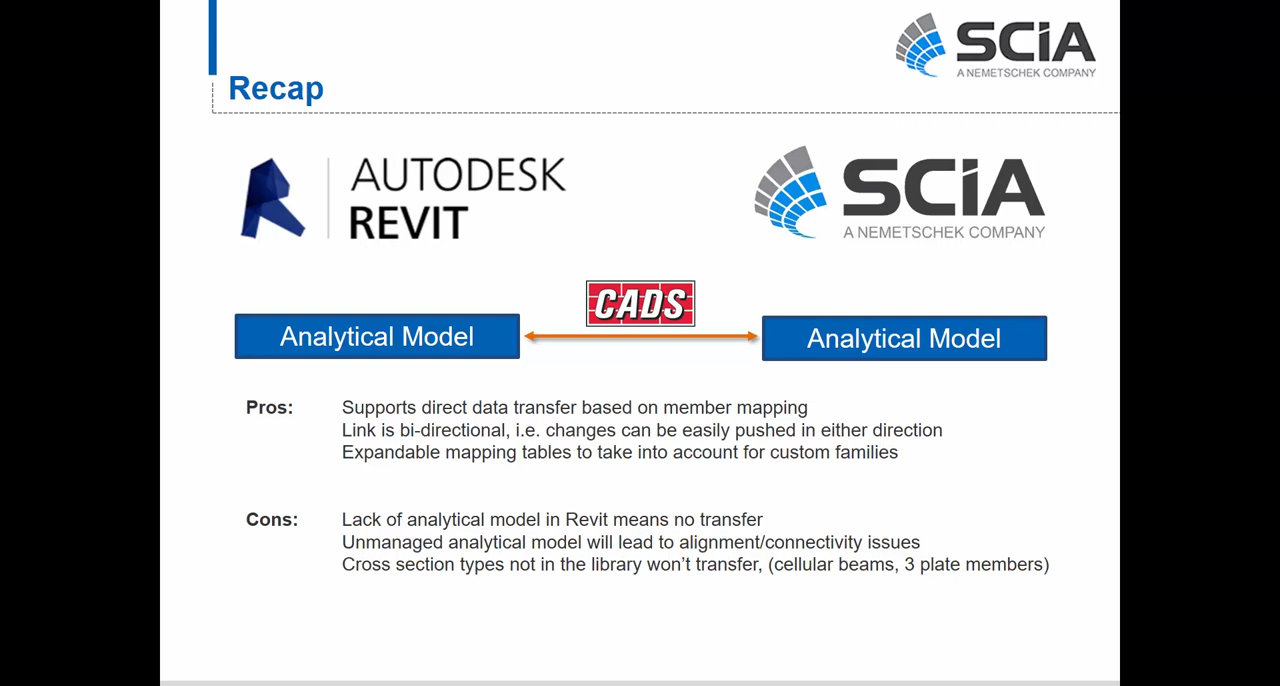 SCIA
A NEMETSCHEK COMPANY
Recap
AUTODESK
REVIT
SCIA
A NEMETSCHEK COMPANY
CADS
Analytical Model
Analytical Model
Pros: Supports direct data transfer based on member mapping
Link is bi-directional, i.e. changes can be easily pushed in either direction
Expandable mapping tables to take into account for custom families
Cons: Lack of analytical model in Revit means no transfer
Unmanaged analytical model will lead to alignment/connectivity issues
Cross section types not in the library won't transfer, (cellular beams, 3 plate members)